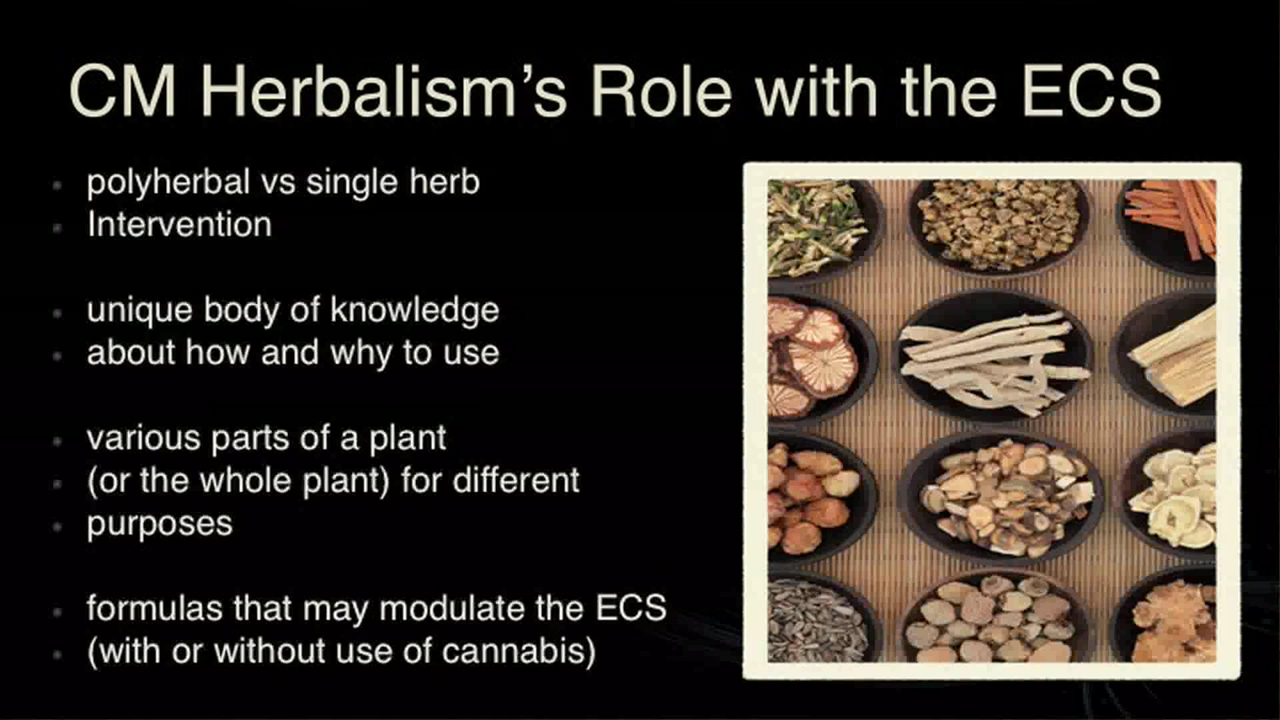 CM Herbalism’s Role with the ECS
polyherbal vs single herb
Intervention
unique body of knowledge
about how and why to use
various parts of a plant
(or the whole plant) for different
purposes
formulas that may modulate the ECS
(with or without use of cannabis)